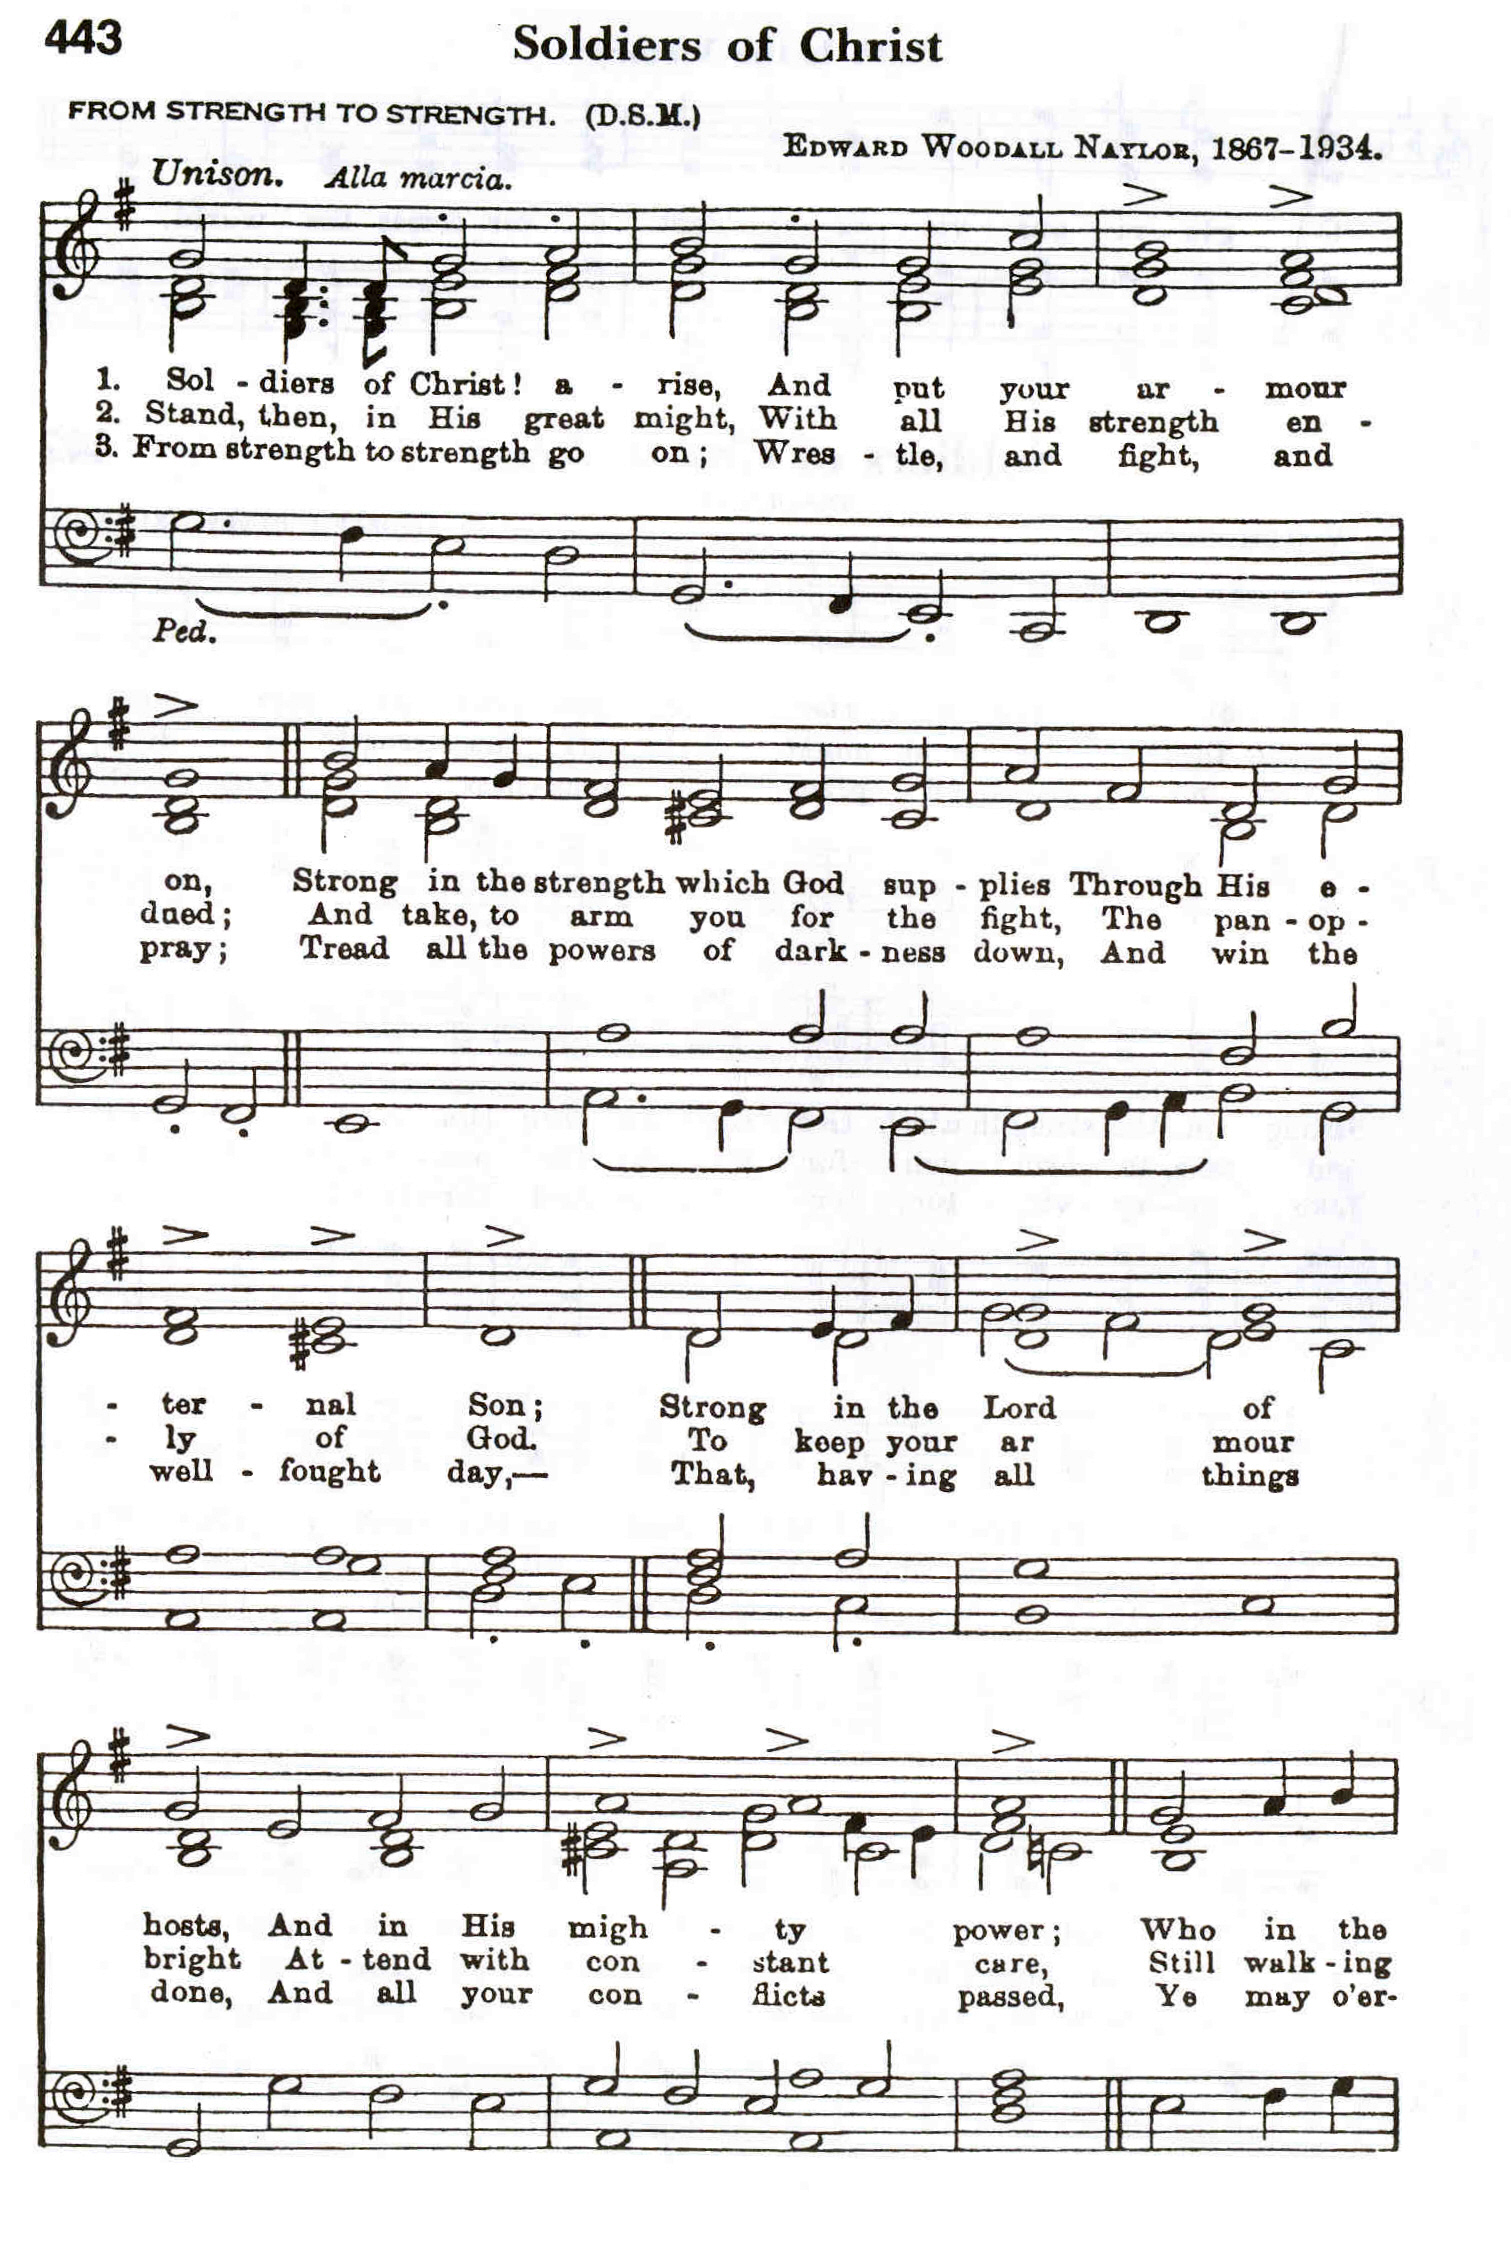 443
Soldiers of Christ
FROM STRENGTH TO STRENGTH. (D.S.M.)
EDWARD WOODALL NAYLOR, 1867-1934.
Unison. Alla marcia.
1. Sol - diers of Christ! a - rise, And put your ar - mour
2. Stand, then, in His great might, With all His strength en -
3. From strength to strength go on; Wres - tle, and fight, and
Ped.
on, Strong in the strength which God sup - plies Through His e -
dued; And take, to arm you for the fight, The pan - op -
pray; Tread all the powers of dark - ness down, And win the
- ter - nal Son; Strong in the Lord of
- ly of God. To keep your ar mour
well - fought day,— That, hav - ing all things
hosts, And in His migh - ty power; Who in the
bright At - tend with con - stant care, Still walk - ing
done, And all your con - flicts passed, Ye may o'er-